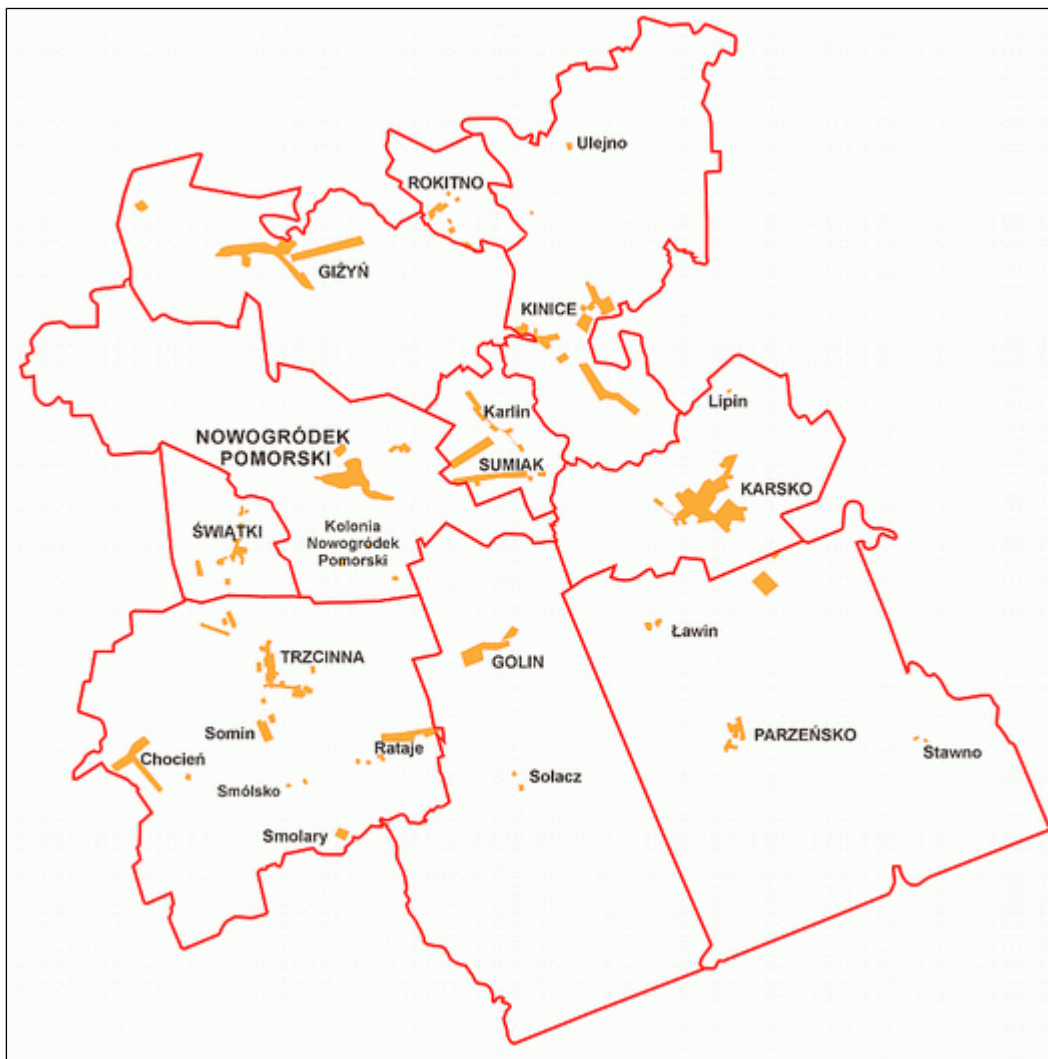 Ulejno
ROKITNO
GIŻYŃ
KINICE
Lipin
Karlin
NOWOGRÓDEK
POMORSKI
SUMIAK
KARSKO
ŚWIĄTKI
Kolonia
Nowogródek
Pomorski
Ławin
TRZCINNA
GOLIN
Somin
Rataje
PARZEŃSKO
Stawno
Chocień
Smólsko
Solacz
Smolary